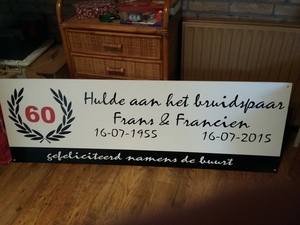 60
Hulde aan het bruidspaar
Frans & Francien
16-07-1955 16-07-2015
gefeliciteerd namens de buurt